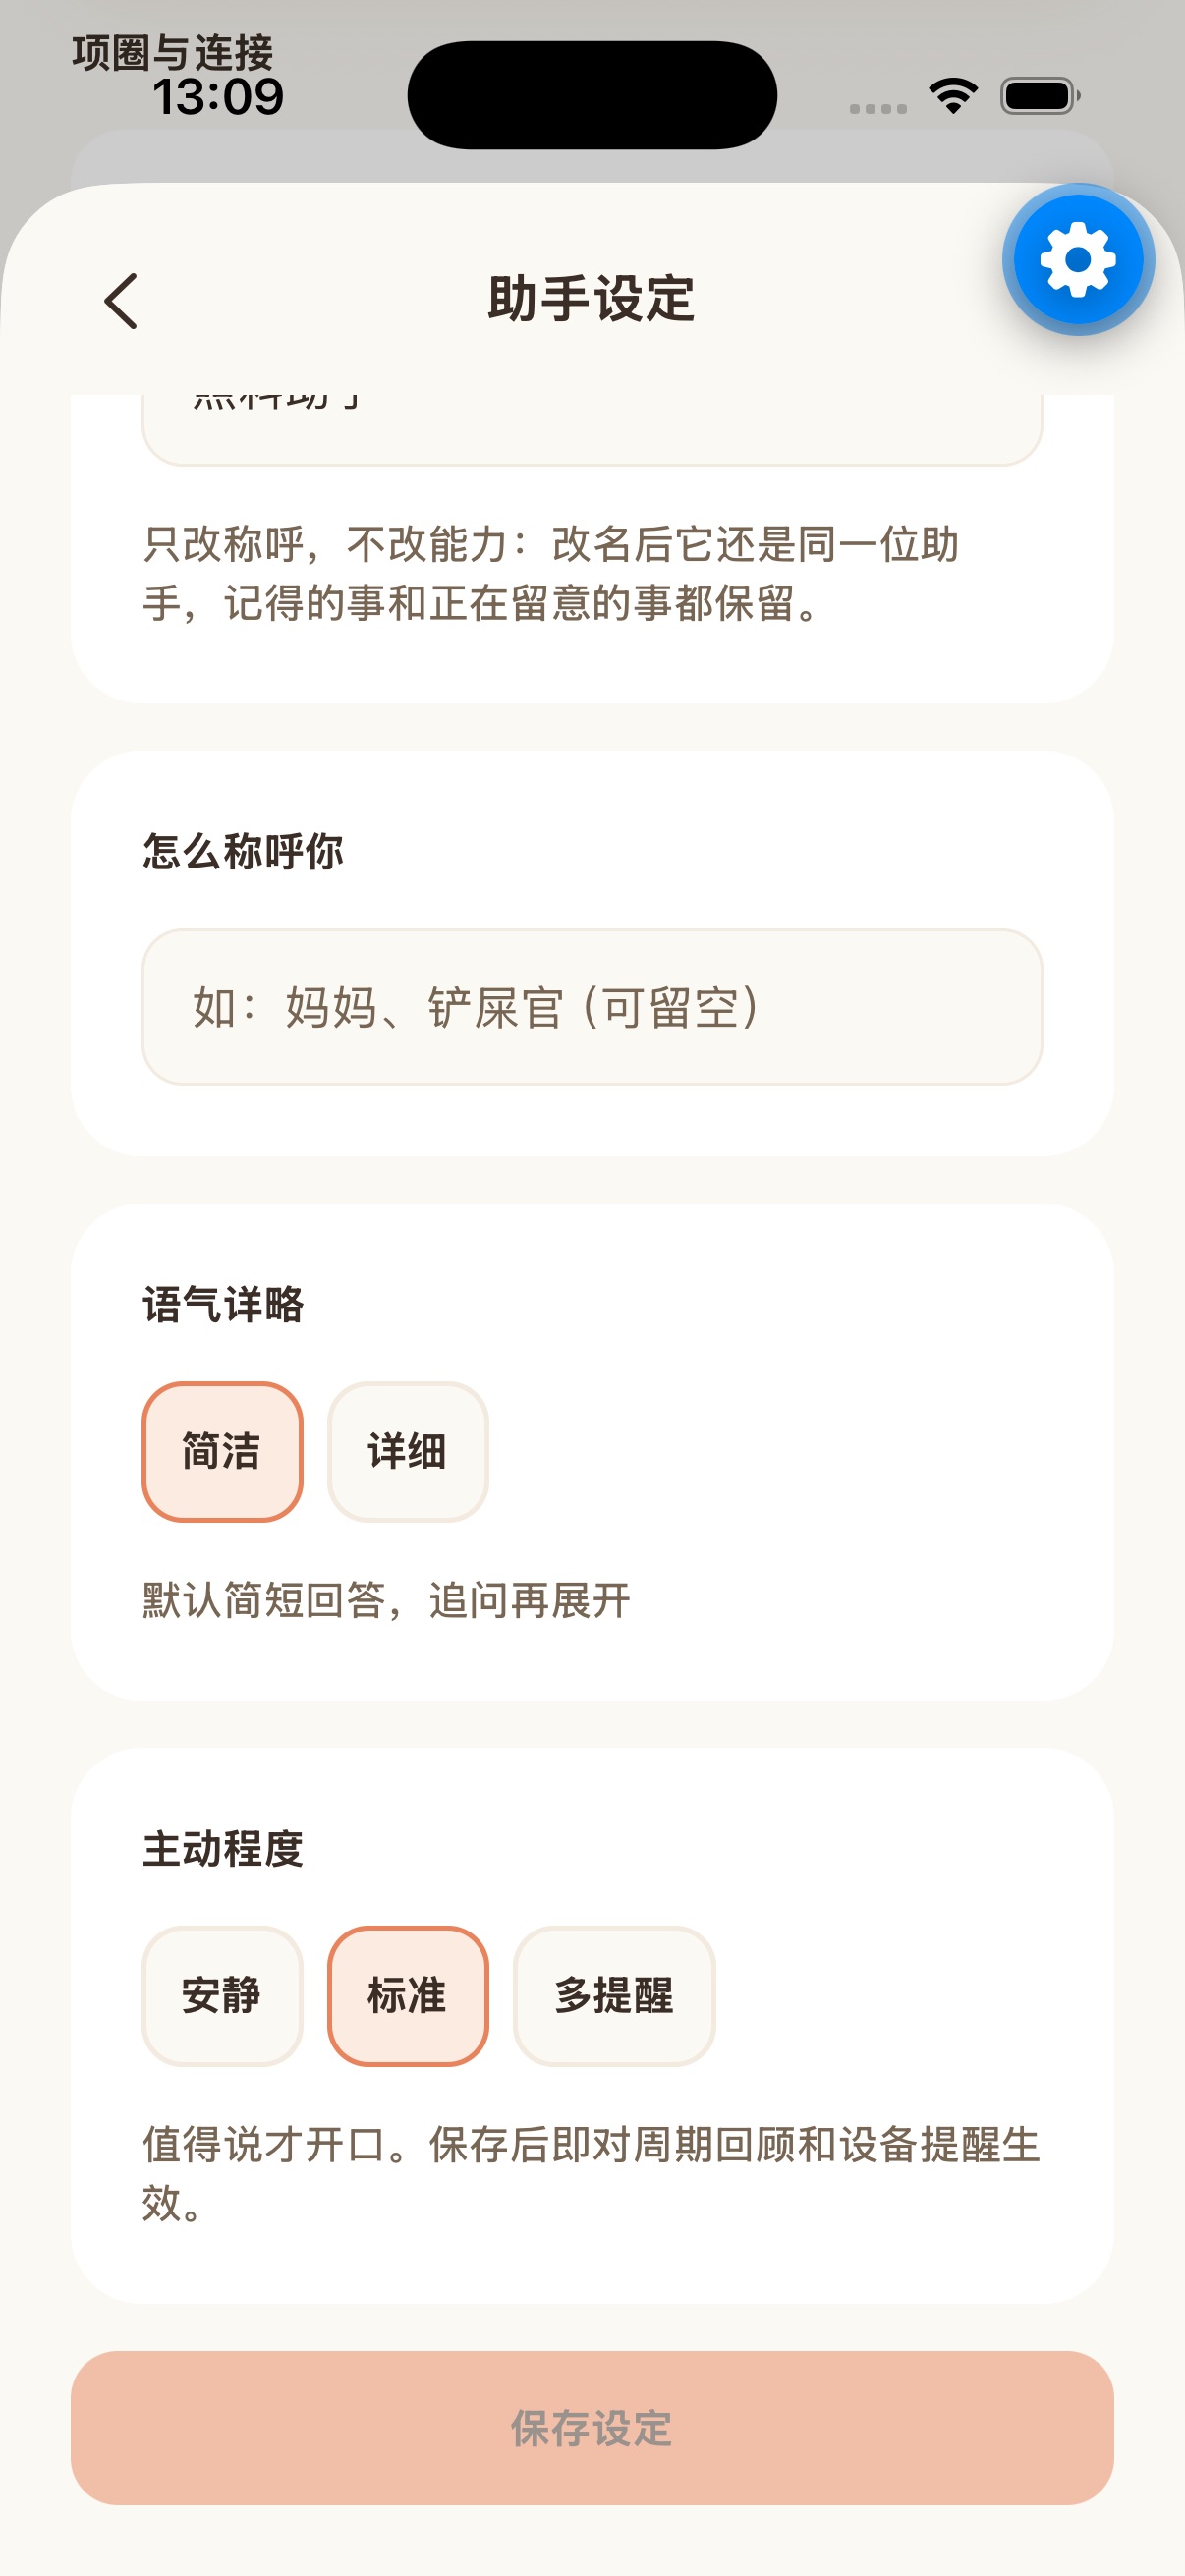 项圈与连接
13:09
助手设定
只改称呼，不改能力：改名后它还是同一位助
手，记得的事和正在留意的事都保留。
怎么称呼你
如：妈妈、铲屎官 (可留空)
语气详略
简洁 详细
默认简短回答，追问再展开
主动程度
安静 标准 多提醒
值得说才开口。保存后即对周期回顾和设备提醒生
效。
保存设定